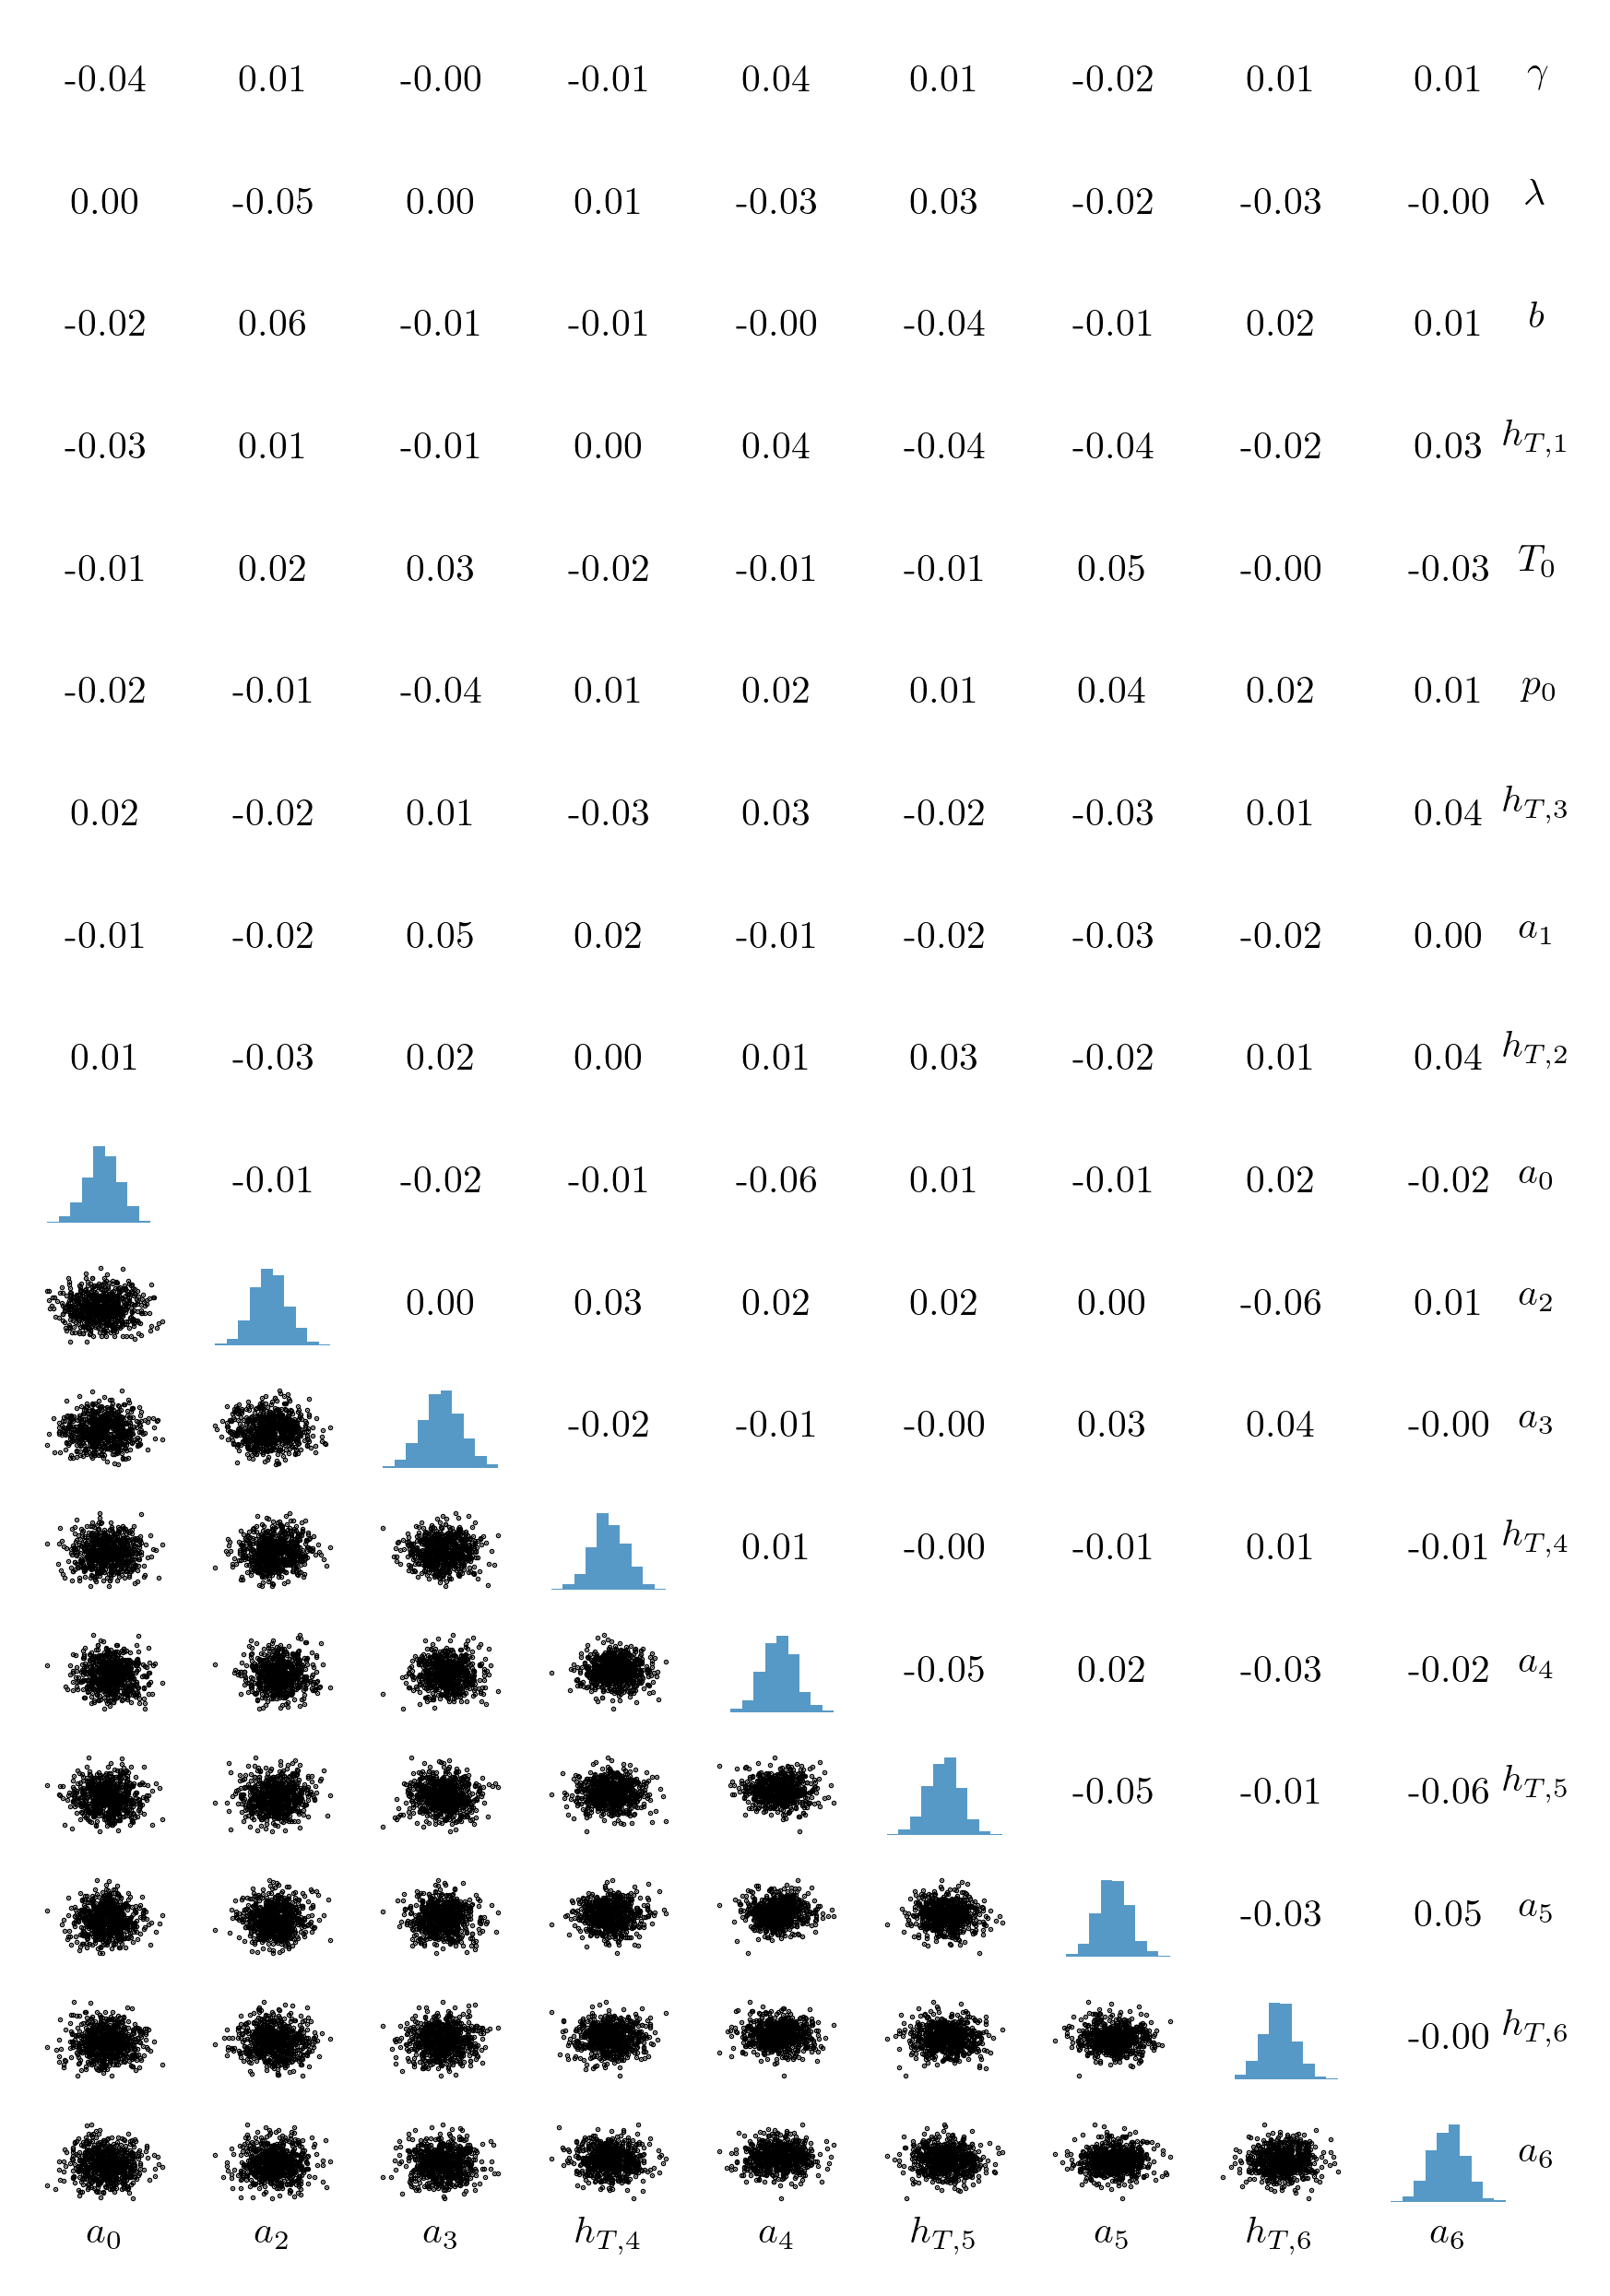 -0.04 0.01 -0.00 -0.01 0.04 0.01 -0.02 0.01 0.01 γ
0.00 -0.05 0.00 0.01 -0.03 0.03 -0.02 -0.03 -0.00 λ
-0.02 0.06 -0.01 -0.01 -0.00 -0.04 -0.01 0.02 0.01 b
-0.03 0.01 -0.01 0.00 0.04 -0.04 -0.04 -0.02 0.03 h_{T,1}
-0.01 0.02 0.03 -0.02 -0.01 -0.01 0.05 -0.00 -0.03 T_0
-0.02 -0.01 -0.04 0.01 0.02 0.01 0.04 0.02 0.01 p_0
0.02 -0.02 0.01 -0.03 0.03 -0.02 -0.03 0.01 0.04 h_{T,3}
-0.01 -0.02 0.05 0.02 -0.01 -0.02 -0.03 -0.02 0.00 a_1
0.01 -0.03 0.02 0.00 0.01 0.03 -0.02 0.01 0.04 h_{T,2}
-0.01 -0.02 -0.01 -0.06 0.01 -0.01 0.02 -0.02 a_0
0.00 0.03 0.02 0.02 0.00 -0.06 0.01 a_2
-0.02 -0.01 -0.00 0.03 0.04 -0.00 a_3
0.01 -0.00 -0.01 0.01 -0.01 h_{T,4}
-0.05 0.02 -0.03 -0.02 a_4
-0.05 -0.01 -0.06 h_{T,5}
-0.03 0.05 a_5
-0.00 h_{T,6}
a_6
a_0 a_2 a_3 h_{T,4} a_4 h_{T,5} a_5 h_{T,6} a_6